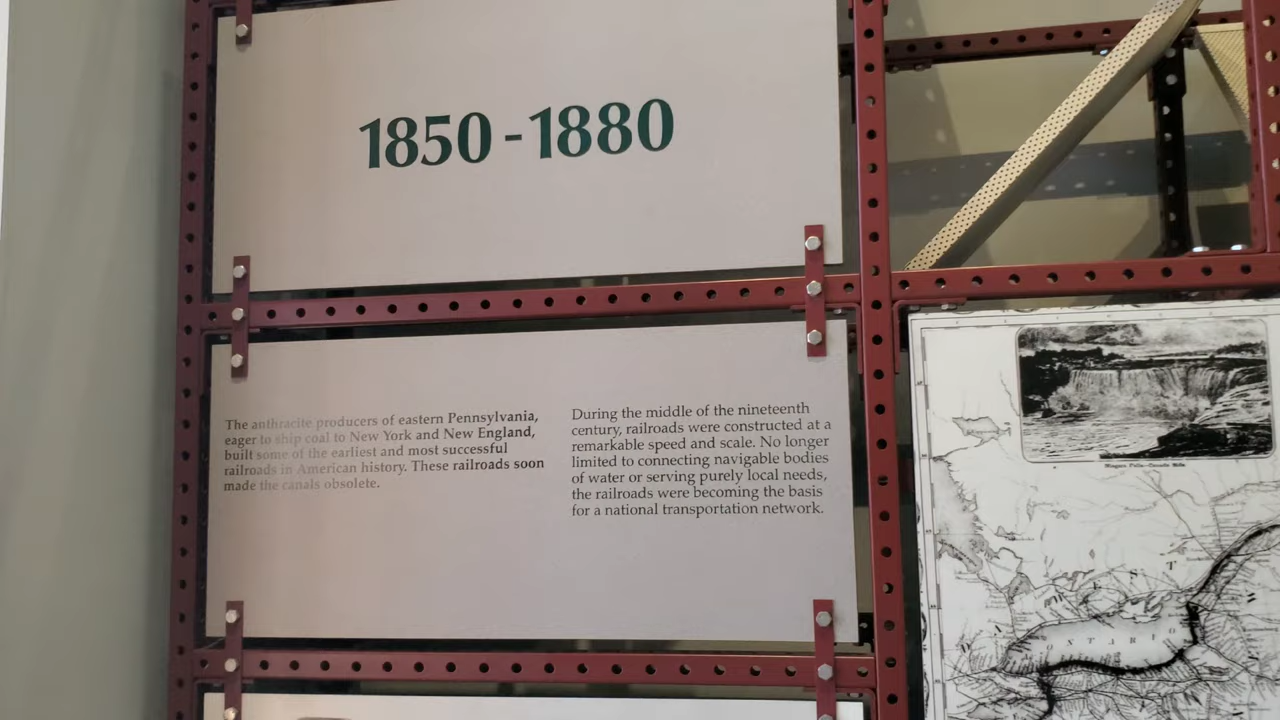 1850-1880
The anthracite producers of eastern Pennsylvania,
eager to ship coal to New York and New England,
built some of the earliest and most successful
railroads in American history. These railroads soon
made the canals obsolete.
During the middle of the nineteenth
century, railroads were constructed at a
remarkable speed and scale. No longer
limited to connecting navigable bodies
of water or serving purely local needs,
the railroads were becoming the basis
for a national transportation network.
Niagara Falls—Canada Side
W E S T
ONTARIO